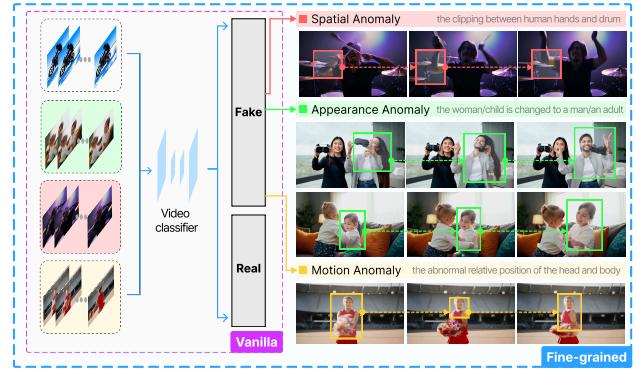 Spatial Anomaly the clipping between human hands and drum
Fake
Appearance Anomaly the woman/child is changed to a man/an adult
Video
classifier
Real
Motion Anomaly the abnormal relative position of the head and body
Vanilla
Fine-grained